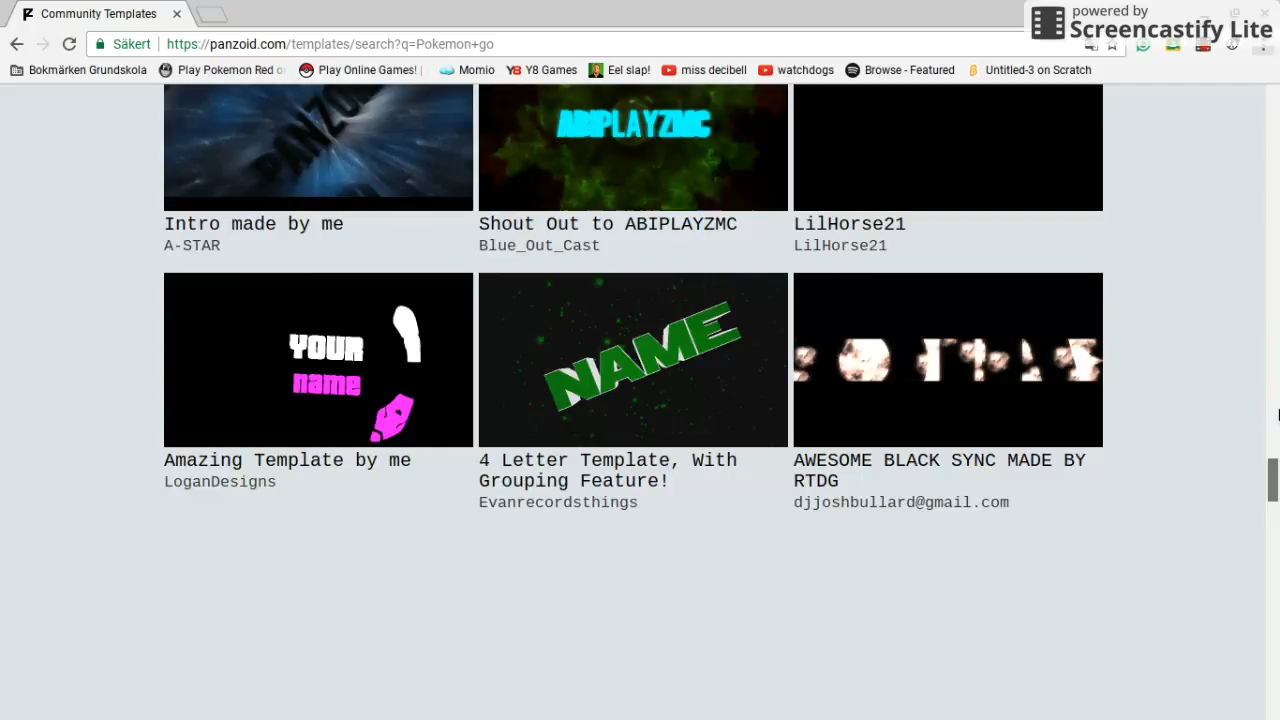 Community Templates
powered by
Screencastify Lite
Säkert
https://panzoid.com/templates/search?q=Pokemon+go
Bokmärken Grundskola
Play Pokemon Red o
Play Online Games!
Momio
Y8 Games
Eel slap!
miss decibell
watchdogs
Browse - Featured
Untitled-3 on Scratch
PANZO
ABIPLAYZMC
Intro made by me
A-STAR
Shout Out to ABIPLAYZMC
Blue_Out_Cast
LilHorse21
LilHorse21
YOUR
name
NAME
Amazing Template by me
LoganDesigns
4 Letter Template, With
Grouping Feature!
Evanrecordsthings
AWESOME BLACK SYNC MADE BY
RTDG
djjoshbullard@gmail.com